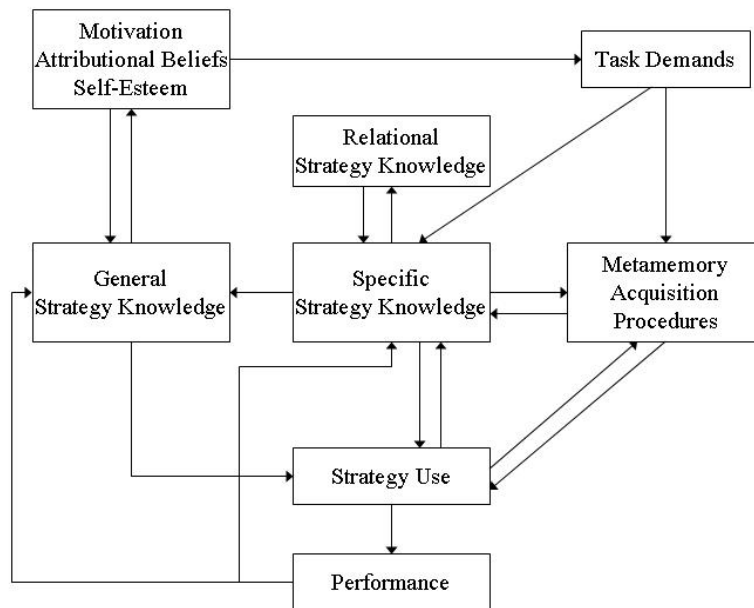 Motivation
Attributional Beliefs
Self-Esteem
Task Demands
Relational
Strategy Knowledge
General
Strategy Knowledge
Specific
Strategy Knowledge
Metamemory
Acquisition
Procedures
Strategy Use
Performance